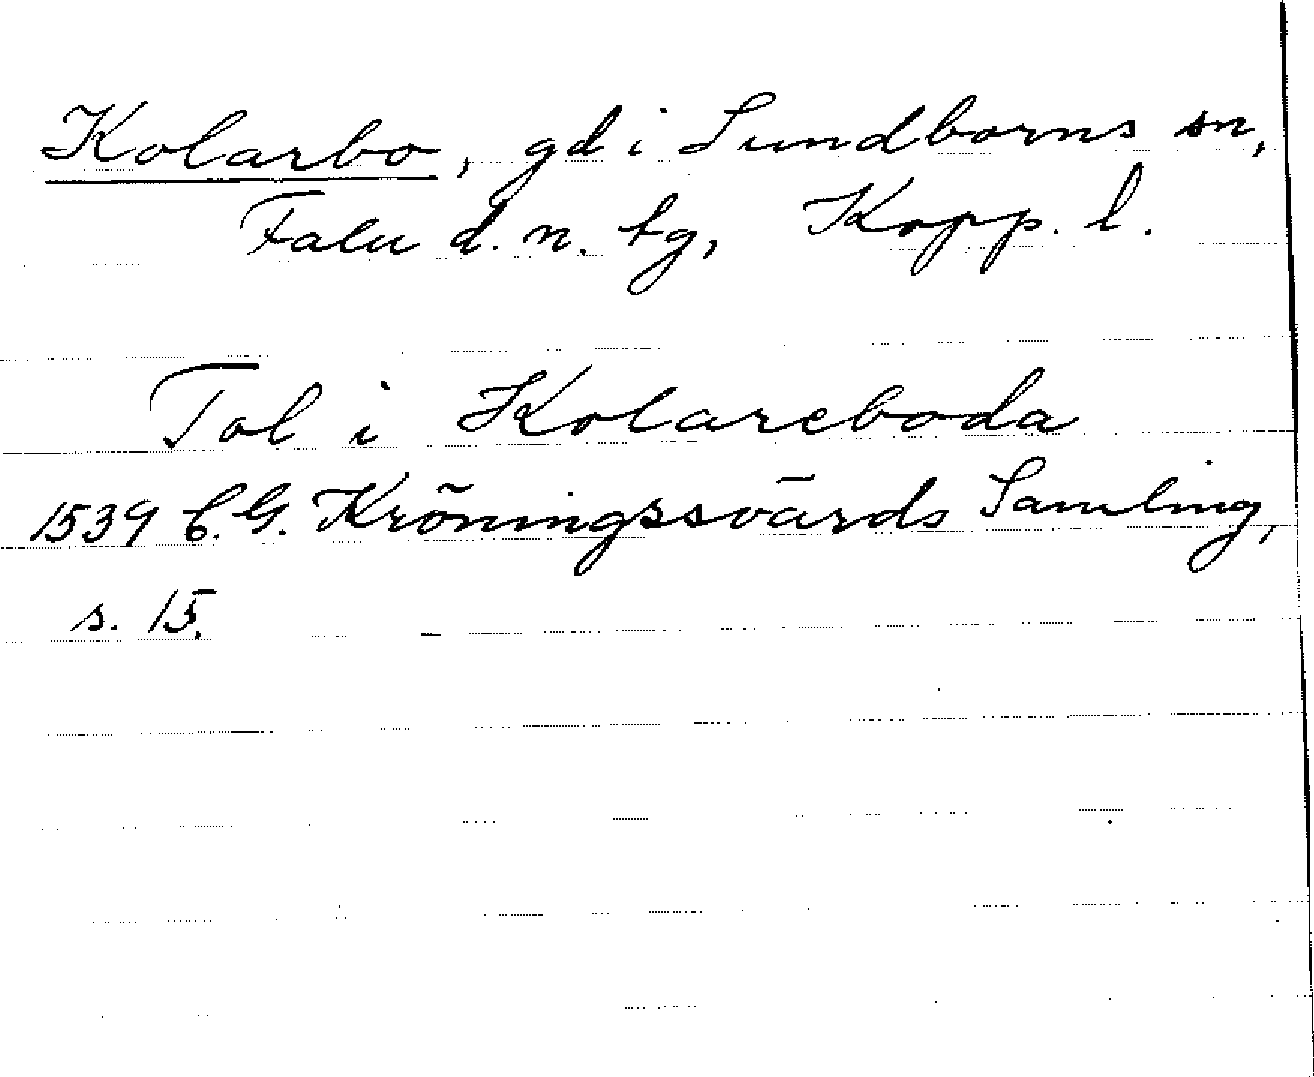 Kolarbo, gd i Sundborns sn,
Falu d. n. tg, Kopp. l.
Tol i Kolareboda
1539 C.G. Kröningssvärds Samling,
s. 15.